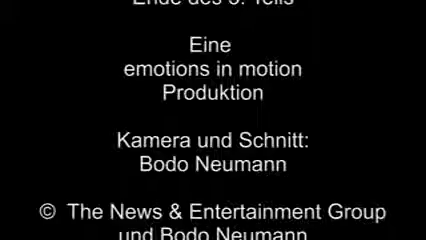 Ende des 3. Teils
Eine
emotions in motion
Produktion
Kamera und Schnitt:
Bodo Neumann
© The News & Entertainment Group
und Bodo Neumann